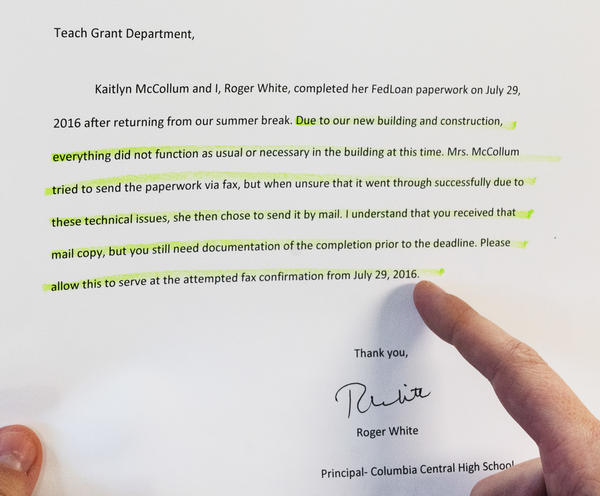 Teach Grant Department,
Kaitlyn McCollum and I, Roger White, completed her FedLoan paperwork on July 29,
2016 after returning from our summer break. Due to our new building and construction,
everything did not function as usual or necessary in the building at this time. Mrs. McCollum
tried to send the paperwork via fax, but when unsure that it went through successfully due to
these technical issues, she then chose to send it by mail. I understand that you received that
mail copy, but you still need documentation of the completion prior to the deadline. Please
allow this to serve at the attempted fax confirmation from July 29, 2016.
Thank you,
R White
Roger White
Principal- Columbia Central High School